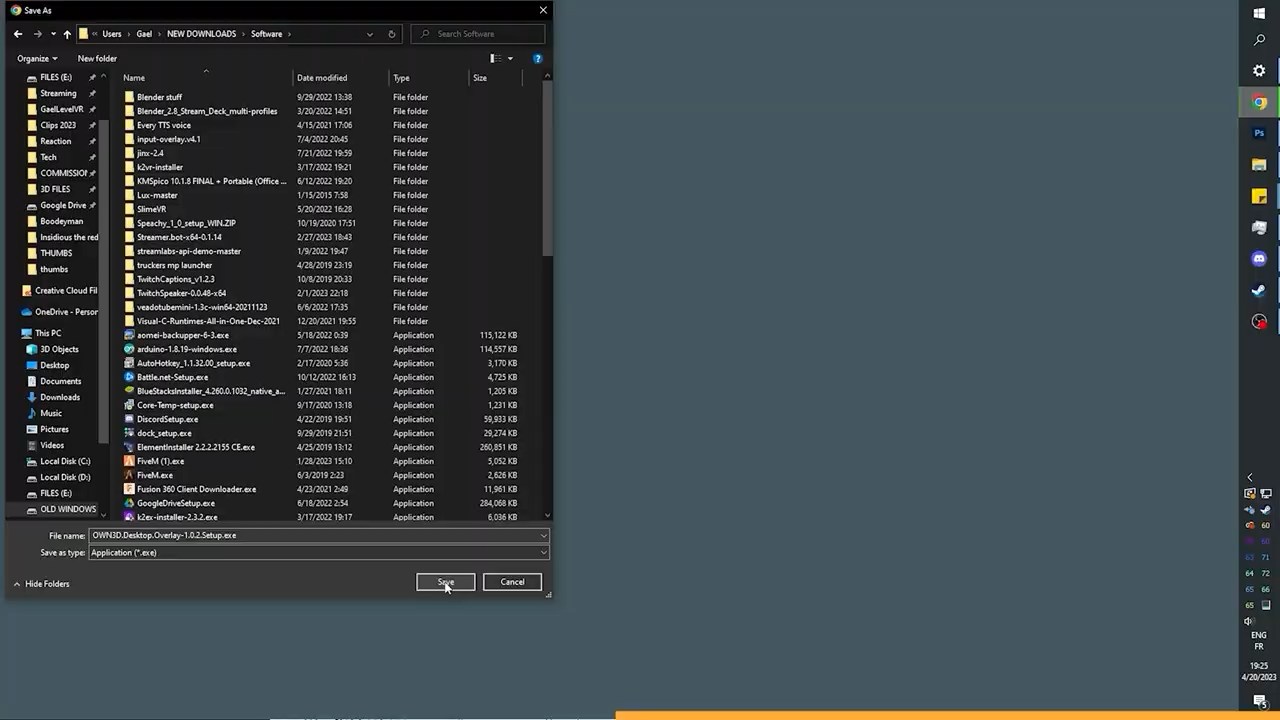 Save As
Users > Gael > NEW DOWNLOADS > Software >
Search Software
Organize
New folder
Name
Date modified
Type
Size
FILES (E:)
Streaming
GaelLevelVR
Clips 2023
Reaction
Tech
COMMISSION
3D FILES
Google Drive
Boodeyman
Insidious the red
THUMBS
thumbs
Creative Cloud Fil
OneDrive - Person
This PC
3D Objects
Desktop
Documents
Downloads
Music
Pictures
Videos
Local Disk (C:)
Local Disk (D:)
FILES (E:)
OLD WINDOWS
Blender stuff 9/29/2022 13:38 File folder
Blender_2.8_Stream_Deck_multi-profiles 3/20/2022 14:51 File folder
Every TTS voice 4/15/2021 17:06 File folder
input-overlay.v4.1 7/4/2022 20:45 File folder
jinx-2.4 7/21/2022 19:59 File folder
k2vr-installer 3/17/2022 19:21 File folder
KMSpico 10.1.8 FINAL + Portable (Office ... 6/12/2022 19:20 File folder
Lux-master 1/15/2015 7:58 File folder
SlimeVR 5/20/2022 16:28 File folder
Speachy_1_0_setup_WIN.ZIP 10/19/2020 17:51 File folder
Streamer.bot-x64-0.1.14 2/27/2023 18:43 File folder
streamlabs-api-demo-master 1/9/2022 19:47 File folder
truckers mp launcher 4/28/2019 23:19 File folder
TwitchCaptions_v1.2.3 10/8/2019 20:33 File folder
TwitchSpeaker-0.0.48-x64 2/1/2023 22:18 File folder
veadotubemini-1.3c-win64-20211123 6/6/2022 17:35 File folder
Visual-C-Runtimes-All-in-One-Dec-2021 12/20/2021 19:55 File folder
aomei-backupper-6-3.exe 5/18/2022 0:39 Application 115,122 KB
arduino-1.8.19-windows.exe 7/7/2022 18:36 Application 114,557 KB
AutoHotkey_1.1.32.00_setup.exe 2/17/2020 5:36 Application 3,170 KB
Battle.net-Setup.exe 10/12/2022 16:13 Application 4,725 KB
BlueStacksInstaller_4.260.0.1032_native_a... 1/27/2021 18:11 Application 1,205 KB
Core-Temp-setup.exe 9/17/2020 13:18 Application 1,231 KB
DiscordSetup.exe 4/22/2019 19:51 Application 59,933 KB
dock_setup.exe 9/29/2019 21:51 Application 29,274 KB
ElementInstaller 2.2.2.2155 CE.exe 4/25/2019 13:12 Application 260,851 KB
FiveM (1).exe 1/28/2023 15:10 Application 5,052 KB
FiveM.exe 6/3/2019 2:23 Application 2,626 KB
Fusion 360 Client Downloader.exe 4/23/2021 2:49 Application 11,961 KB
GoogleDriveSetup.exe 6/18/2022 2:54 Application 284,068 KB
k2ex-installer-2.3.2.exe 3/17/2022 19:17 Application 6,036 KB
File name: OWN3D.Desktop.Overlay-1.0.2.Setup.exe
Save as type: Application (*.exe)
Hide Folders
Save
Cancel
Ps
60
60
63 71
64 72
65 66
65
ENG
FR
19:25
4/20/2023
5